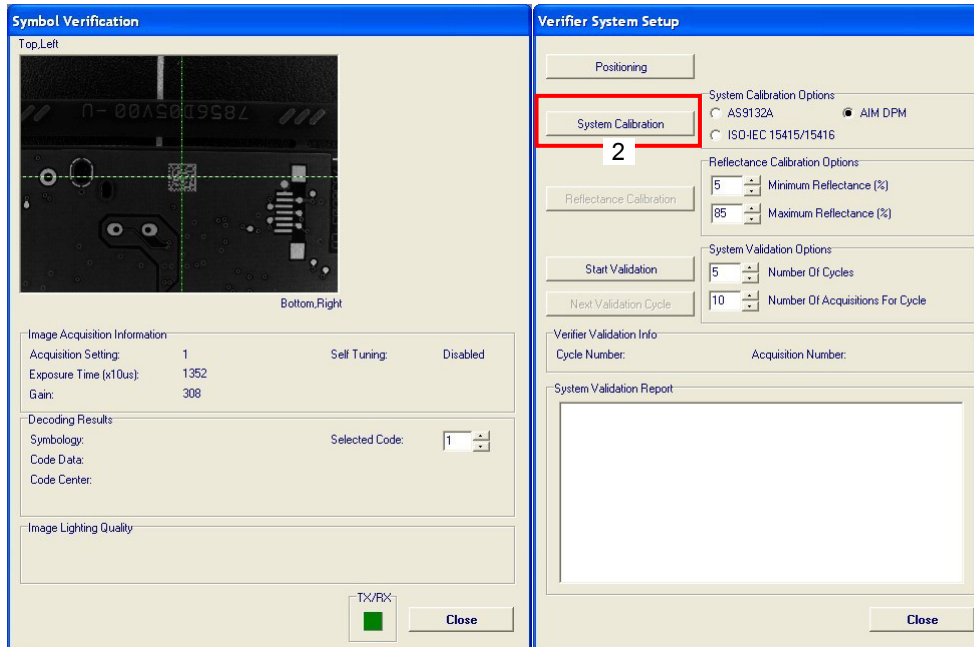 Symbol Verification
Top,Left
7856D05V00-U
Bottom,Right
Image Acquisition Information
Acquisition Setting: 1 Self Tuning: Disabled
Exposure Time (x10us): 1352
Gain: 308
Decoding Results
Symbology: Selected Code: 1
Code Data:
Code Center:
Image Lighting Quality
TX/RX
Close
Verifier System Setup
Positioning
System Calibration
2
System Calibration Options
AS9132A AIM DPM
ISO-IEC 15415/15416
Reflectance Calibration
Reflectance Calibration Options
5 Minimum Reflectance (%)
85 Maximum Reflectance (%)
Start Validation
Next Validation Cycle
System Validation Options
5 Number Of Cycles
10 Number Of Acquisitions For Cycle
Verifier Validation Info
Cycle Number: Acquisition Number:
System Validation Report
Close